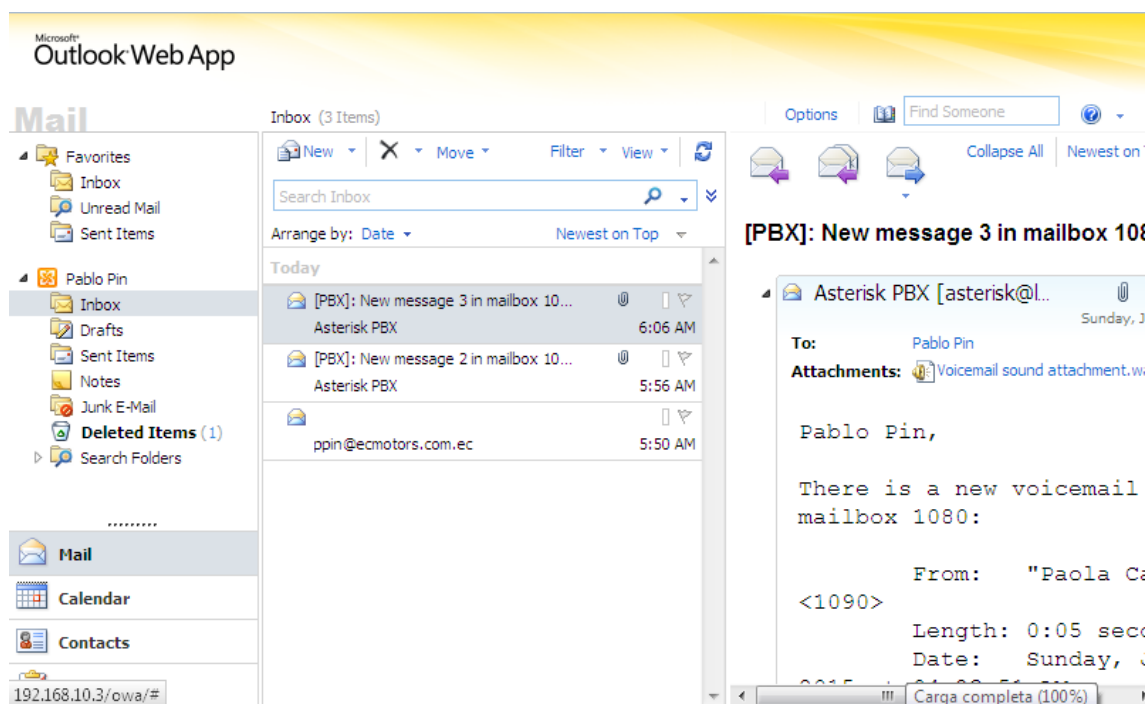 Microsoft®
Outlook Web App
Mail
Favorites
Inbox
Unread Mail
Sent Items
Pablo Pin
Inbox
Drafts
Sent Items
Notes
Junk E-Mail
Deleted Items (1)
Search Folders
Mail
Calendar
Contacts
192.168.10.3/owa/#
Inbox (3 Items)
New Move Filter View
Search Inbox
Arrange by: Date Newest on Top
Today
[PBX]: New message 3 in mailbox 10...
Asterisk PBX 6:06 AM
[PBX]: New message 2 in mailbox 10...
Asterisk PBX 5:56 AM
ppin@ecmotors.com.ec 5:50 AM
Options Find Someone
Collapse All Newest on
[PBX]: New message 3 in mailbox 108
Asterisk PBX [asterisk@l...
Sunday, J
To: Pablo Pin
Attachments: Voicemail sound attachment.wa
Pablo Pin,
There is a new voicemail
mailbox 1080:
From: "Paola Ca
<1090>
Length: 0:05 seco
Date: Sunday, J
Carga completa (100%)